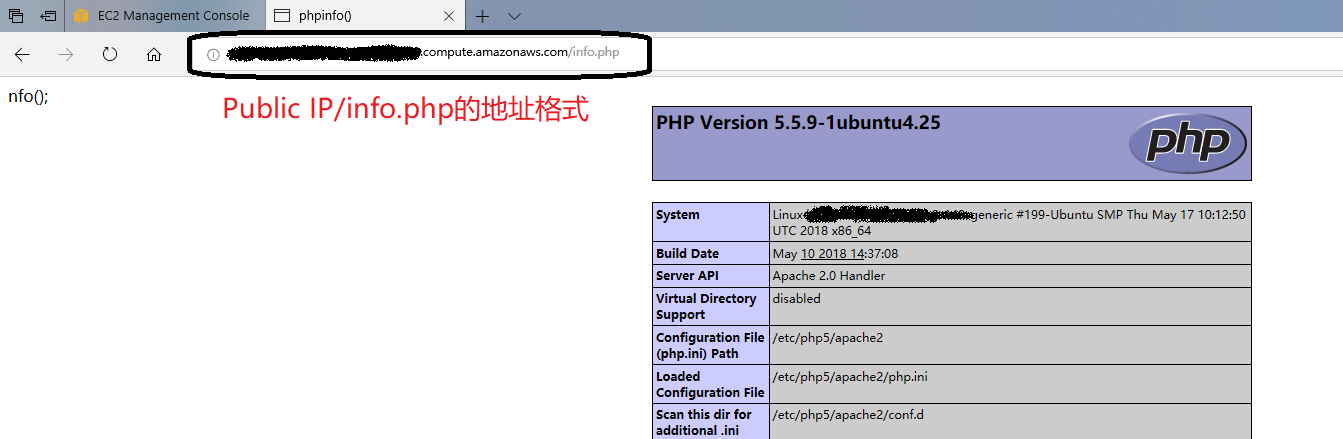 EC2 Management Console
phpinfo()
compute.amazonaws.com/info.php
nfo();
Public IP/info.php的地址格式
PHP Version 5.5.9-1ubuntu4.25
php
System
Linux generic #199-Ubuntu SMP Thu May 17 10:12:50
UTC 2018 x86_64
Build Date
May 10 2018 14:37:08
Server API
Apache 2.0 Handler
Virtual Directory
Support
disabled
Configuration File
(php.ini) Path
/etc/php5/apache2
Loaded
Configuration File
/etc/php5/apache2/php.ini
Scan this dir for
additional .ini
/etc/php5/apache2/conf.d